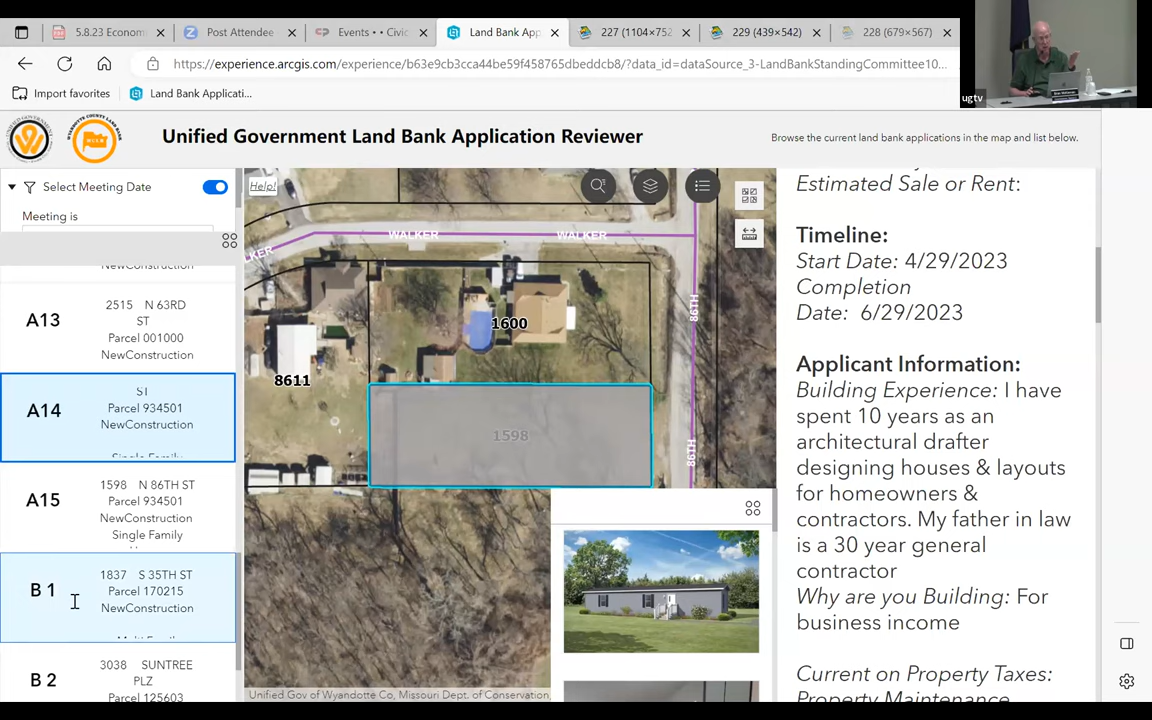 5.8.23 Econom
Post Attendee
Events • • Civic
Land Bank App
227 (1104×752
229 (439×542)
228 (679×567)
https://experience.arcgis.com/experience/b63e9cb3cca44be59f458765dbeddcb8/?data_id=dataSource_3-LandBankStandingCommittee10...
Import favorites
Land Bank Applicati...
ugtv
Unified Government Land Bank Application Reviewer
Browse the current land bank applications in the map and list below.
Select Meeting Date
Meeting is
NewConstruction
A13
2515 N 63RD
ST
Parcel 001000
NewConstruction
A14
ST
Parcel 934501
NewConstruction
Single Family
A15
1598 N 86TH ST
Parcel 934501
NewConstruction
Single Family
B 1
1837 S 35TH ST
Parcel 170215
NewConstruction
Multi Family
B 2
3038 SUNTREE
PLZ
Parcel 125603
Help!
WALKER
WALKER
LKER
86TH
86TH
1600
8611
1598
Unified Gov of Wyandotte Co, Missouri Dept. of Conservation,
Estimated Sale or Rent:
Timeline:
Start Date: 4/29/2023
Completion
Date: 6/29/2023
Applicant Information:
Building Experience: I have
spent 10 years as an
architectural drafter
designing houses & layouts
for homeowners &
contractors. My father in law
is a 30 year general
contractor
Why are you Building: For
business income
Current on Property Taxes:
Property Maintenance